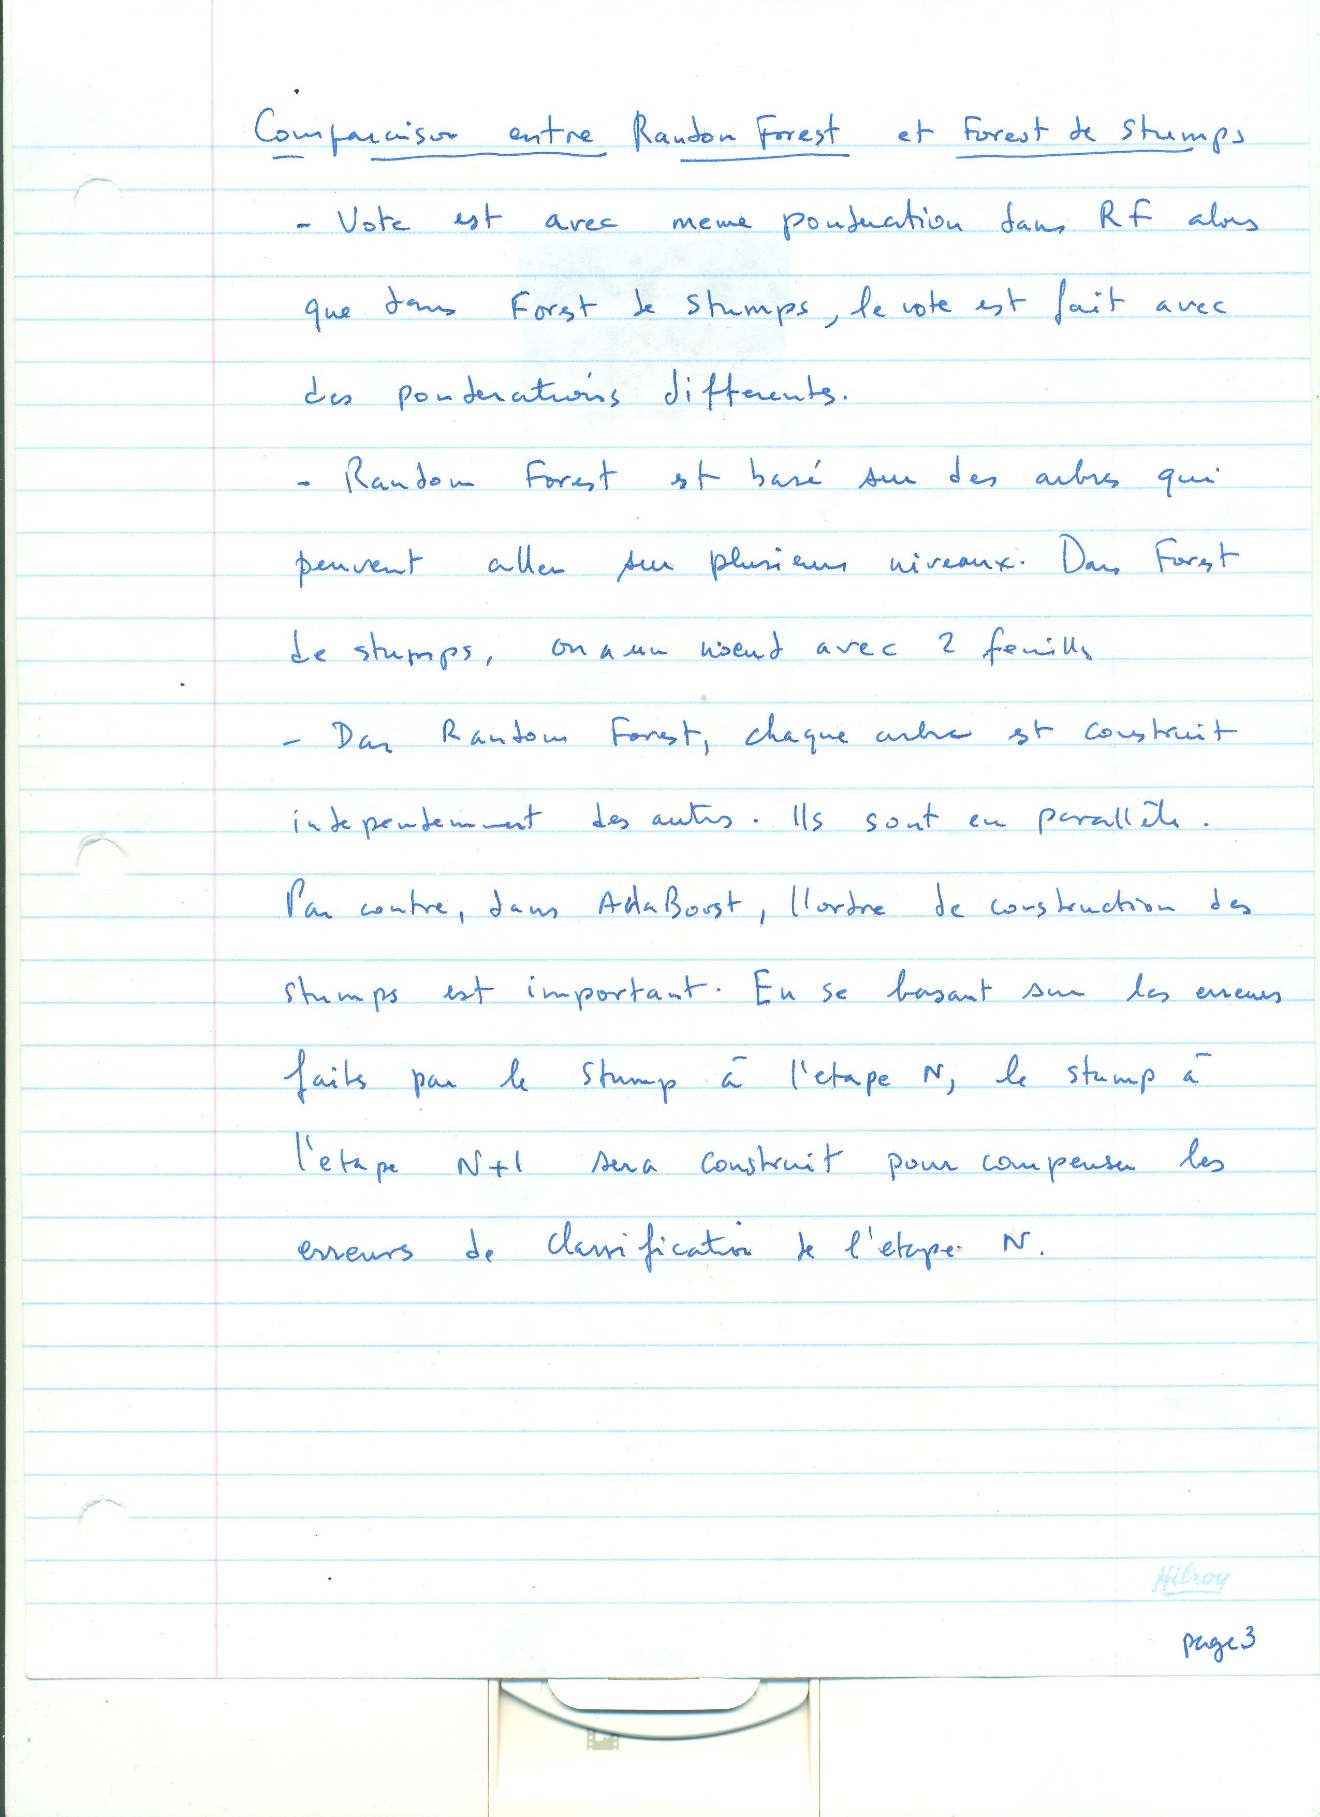 Comparaison entre Random Forest et Forest de Stumps
- Vote est avec meme ponderation dans RF alors
que dans Forest de stumps, le vote est fait avec
des ponderations differentes.
- Random Forest est basé sur des arbres qui
peuvent aller sur plusieurs niveaux. Dans Forest
de stumps, on a un noeud avec 2 feuilles
- Dans Random Forest, chaque arbre est construit
independemment des autres. Ils sont en parallèle.
Par contre, dans AdaBoost, l'ordre de construction des
stumps est important. En se basant sur les erreurs
faits par le stump à l'etape N, le stump à
l'etape N+1 sera construit pour compenser les
erreurs de classification de l'etape N.
Hilroy
page 3